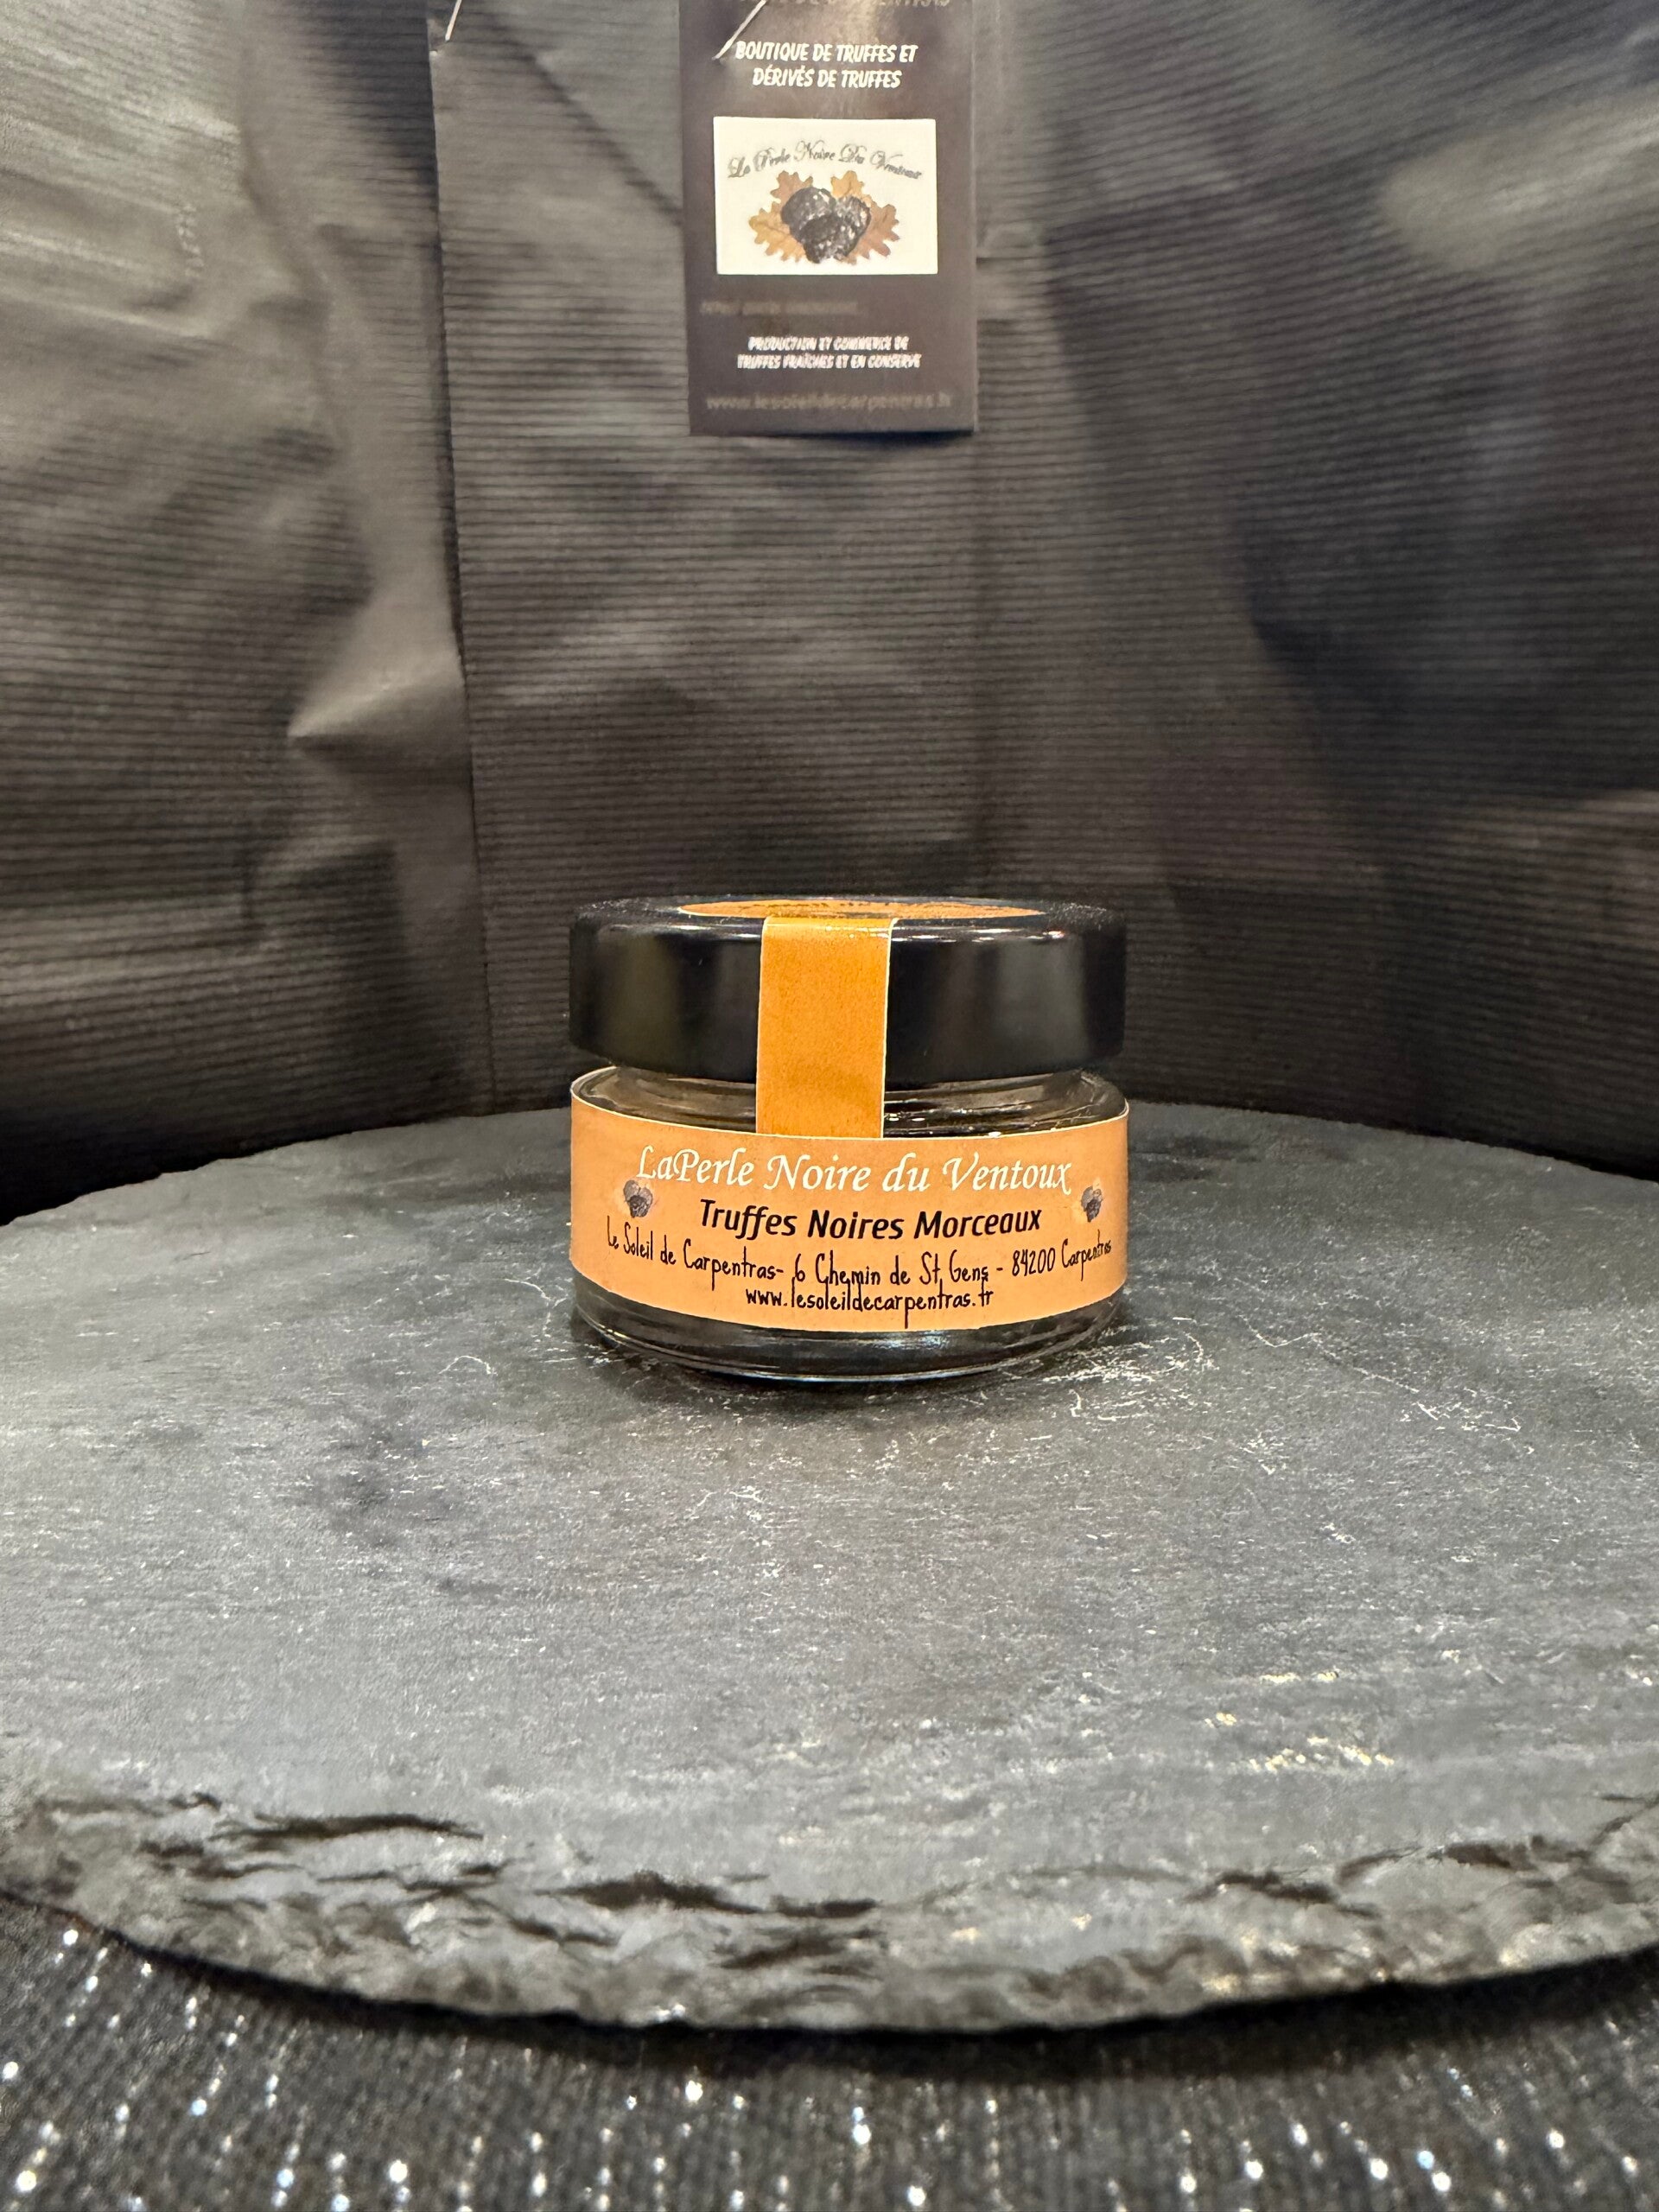 BOUTIQUE DE TRUFFES ET
DÉRIVÉS DE TRUFFES
La Perle Noire Du Ventoux
PRODUCTION ET COMMERCE DE
TRUFFES FRAÎCHES ET EN CONSERVE
www.lesoleildecarpentras.fr
LaPerle Noire du Ventoux
Truffes Noires Morceaux
Le Soleil de Carpentras- 6 Chemin de St Gens - 84200 Carpentras
www.lesoleildecarpentras.fr